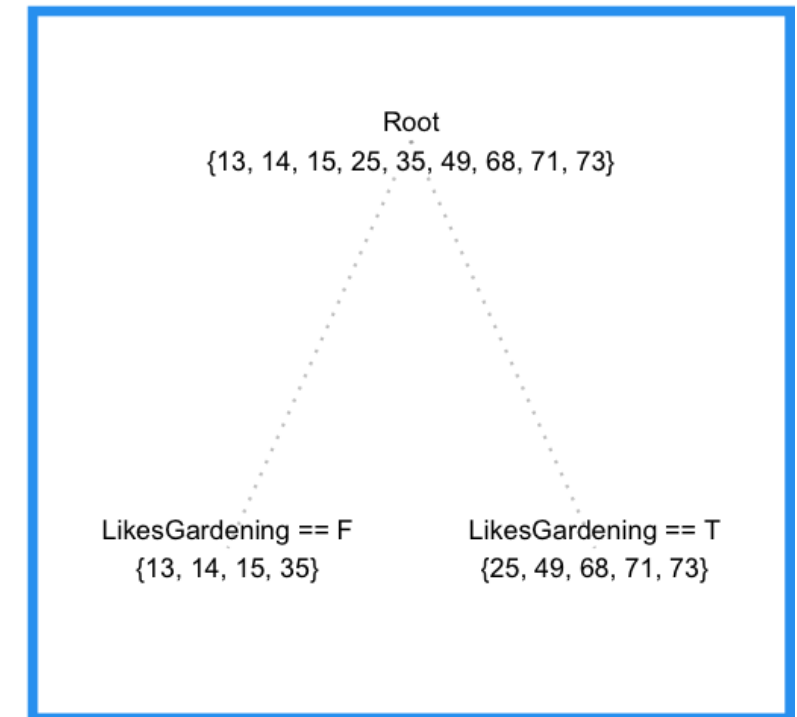 Root
{13, 14, 15, 25, 35, 49, 68, 71, 73}
LikesGardening == F
{13, 14, 15, 35}
LikesGardening == T
{25, 49, 68, 71, 73}